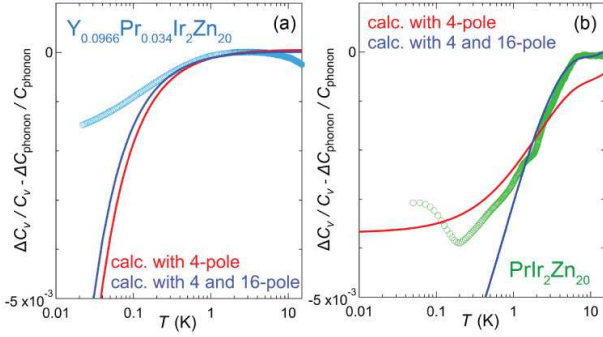 (a)
Y0.0966Pr0.034Ir2Zn20
0
ΔCv / Cv - ΔCphonon / Cphonon
calc. with 4-pole
calc. with 4 and 16-pole
-5 x10-3
0.01 0.1 1 10
T (K)
(b)
calc. with 4-pole
calc. with 4 and 16-pole
0
ΔCv / Cv - ΔCphonon / Cphonon
PrIr2Zn20
-5 x10-3
0.01 0.1 1 10
T (K)